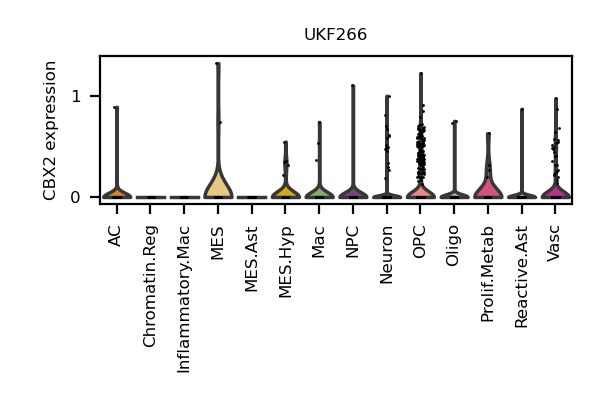 UKF266
CBX2 expression
1
0
AC
Chromatin.Reg
Inflammatory.Mac
MES
MES.Ast
MES.Hyp
Mac
NPC
Neuron
OPC
Oligo
Prolif.Metab
Reactive.Ast
Vasc